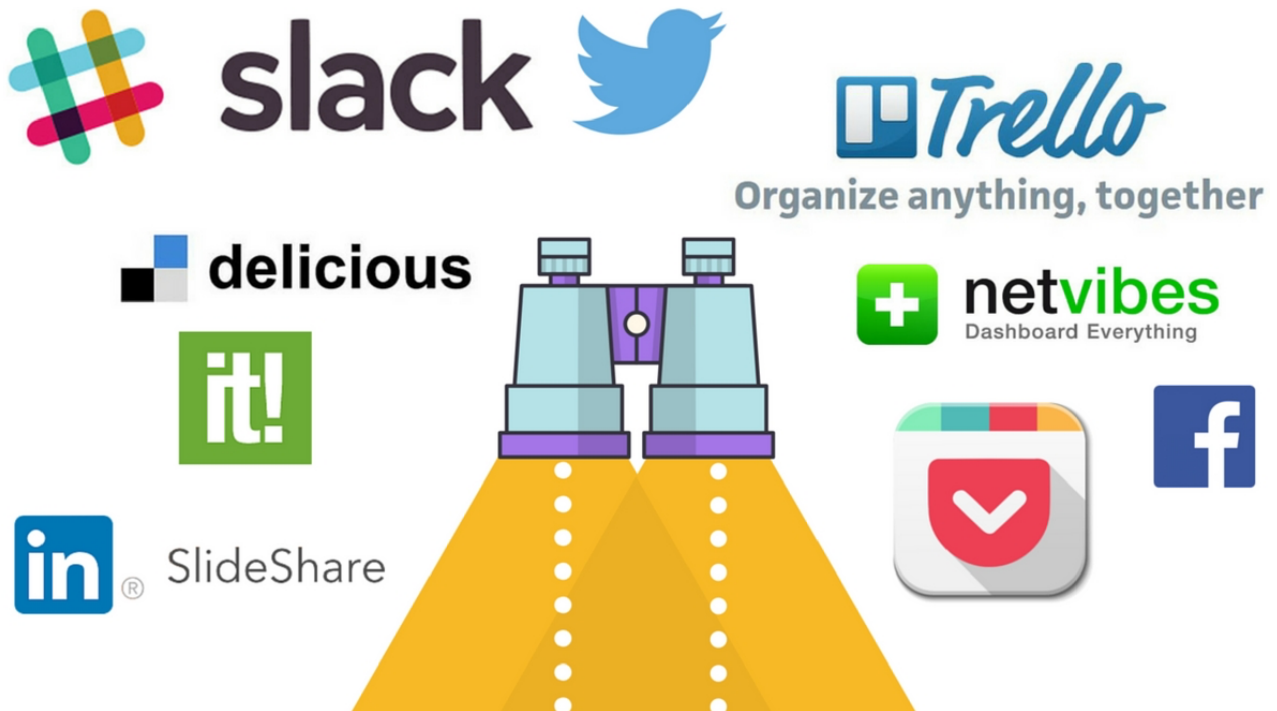 slack
Trello
Organize anything, together
delicious
netvibes
Dashboard Everything
it!
f
in ® SlideShare